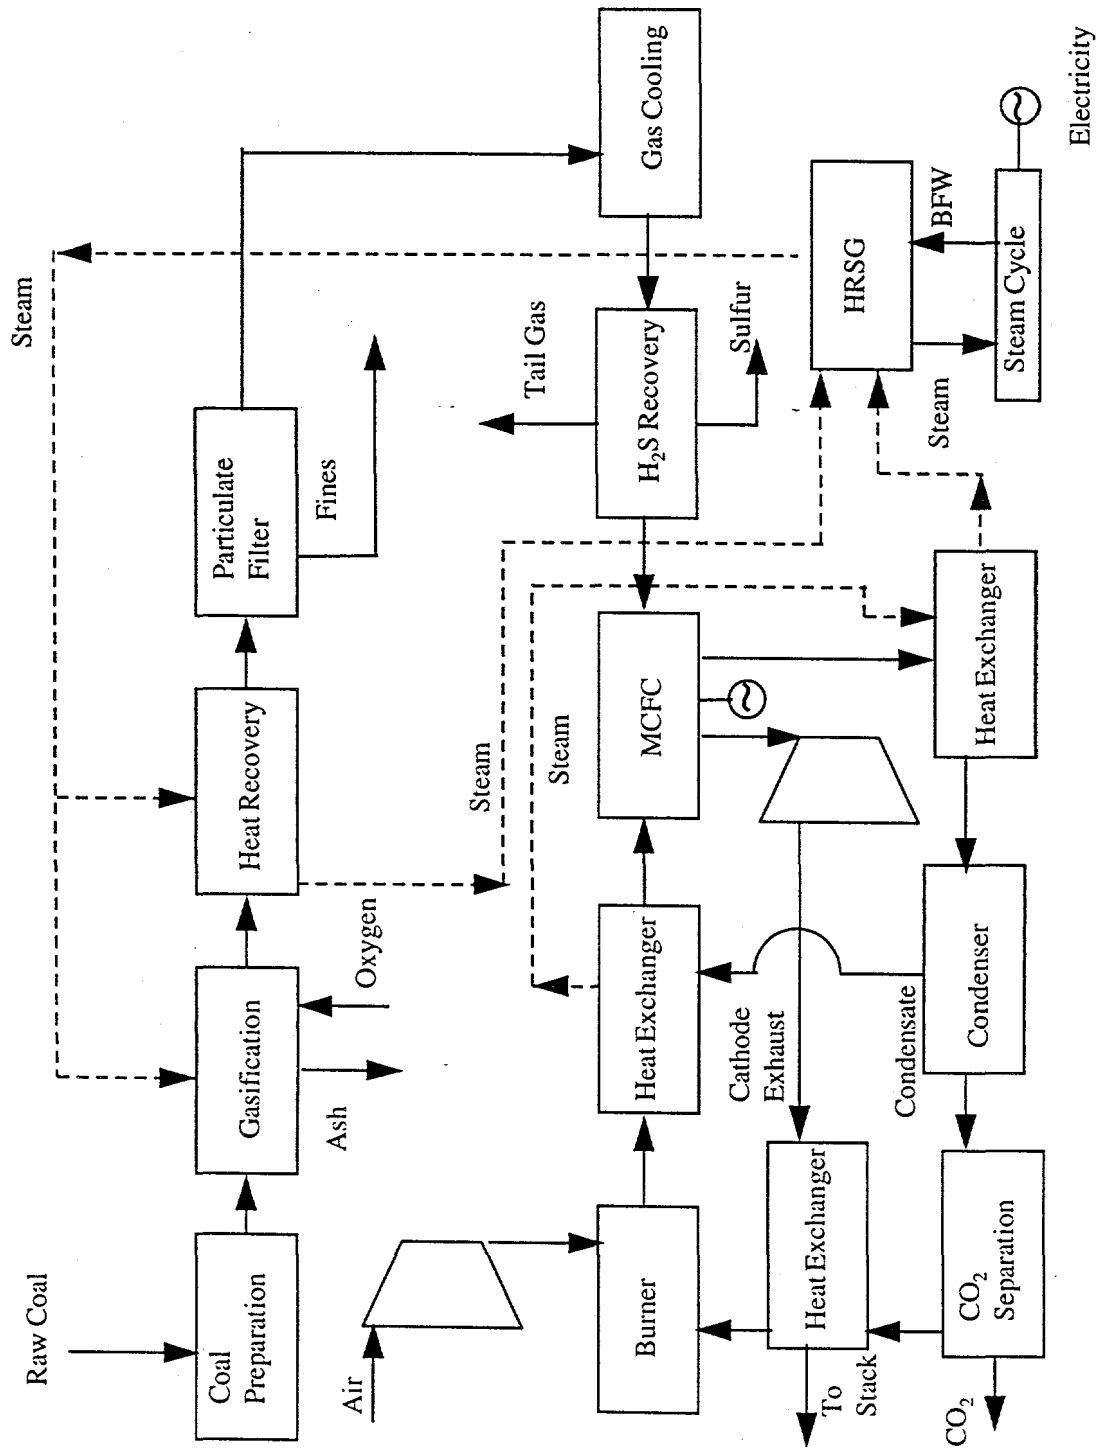 Raw Coal
Coal
Preparation
Gasification
Heat Recovery
Particulate
Filter
Steam
Ash
Oxygen
Fines
Air
Steam
Tail Gas
Steam
Burner
Heat Exchanger
MCFC
H₂S Recovery
Gas Cooling
Sulfur
Cathode
Exhaust
To
Stack
Heat Exchanger
HRSG
Condensate
Steam
BFW
CO₂
CO₂
Separation
Condenser
Heat Exchanger
Steam Cycle
Electricity